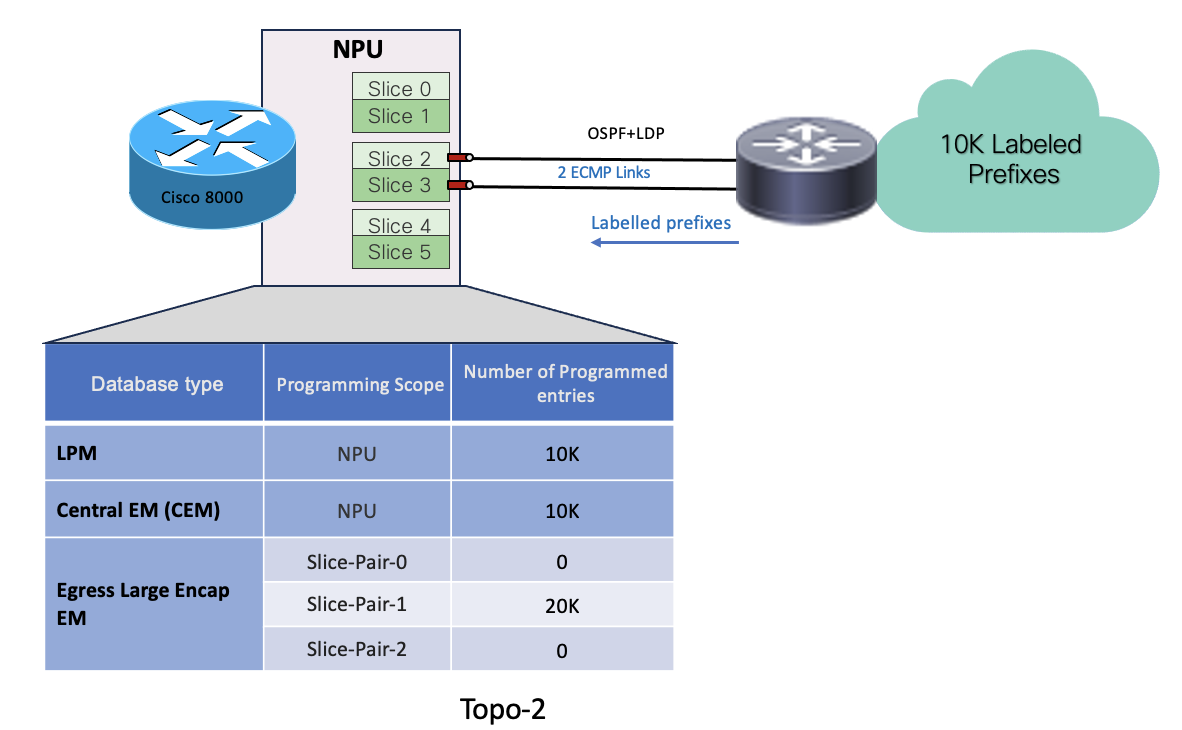 NPU
Slice 0
Slice 1
Slice 2
Slice 3
Slice 4
Slice 5
Cisco 8000
OSPF+LDP
2 ECMP Links
Labelled prefixes
10K Labeled
Prefixes
Database type
Programming Scope
Number of Programmed
entries
LPM
NPU
10K
Central EM (CEM)
NPU
10K
Egress Large Encap
EM
Slice-Pair-0
0
Slice-Pair-1
20K
Slice-Pair-2
0
Topo-2